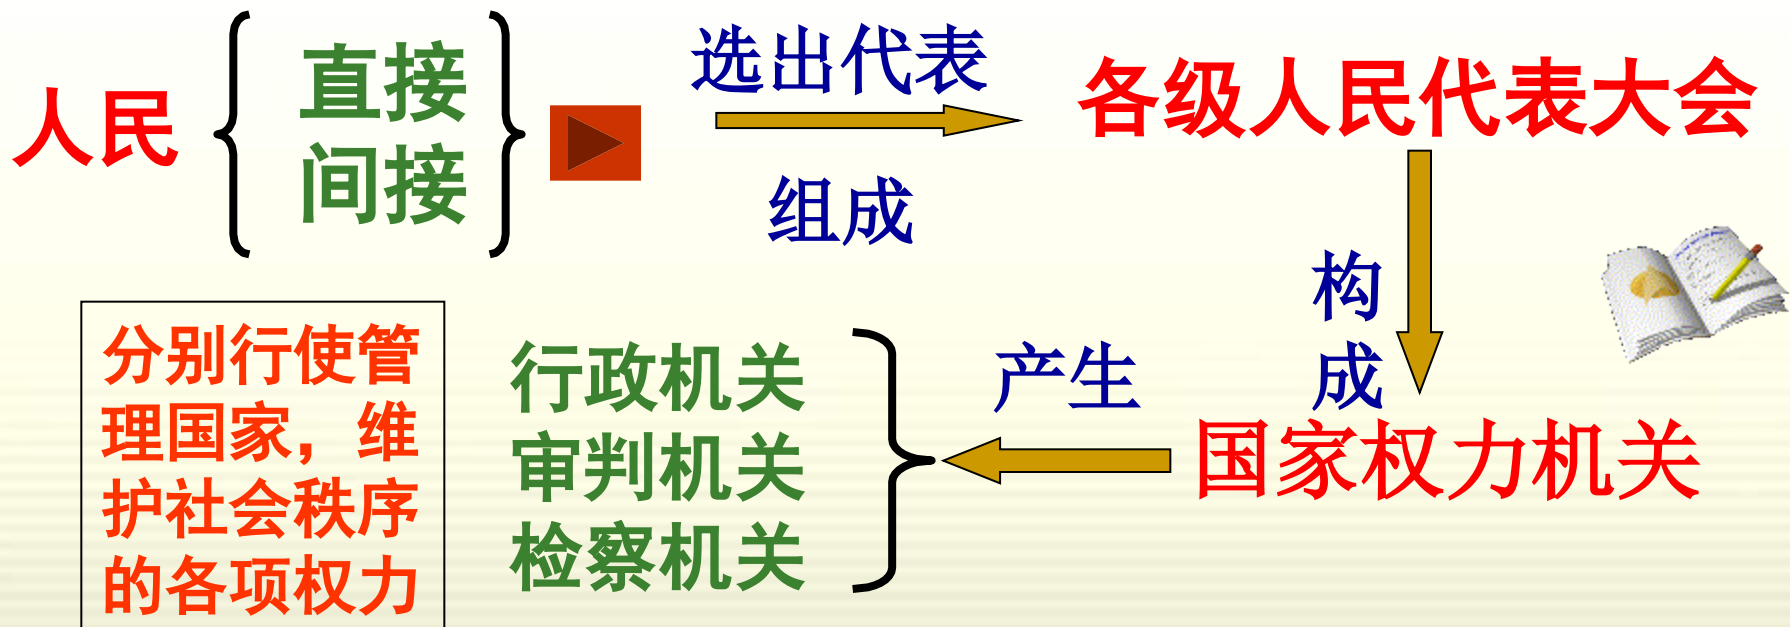 人民
直接
间接
选出代表
组成
各级人民代表大会
构
成
国家权力机关
产生
行政机关
审判机关
检察机关
分别行使管
理国家，维
护社会秩序
的各项权力